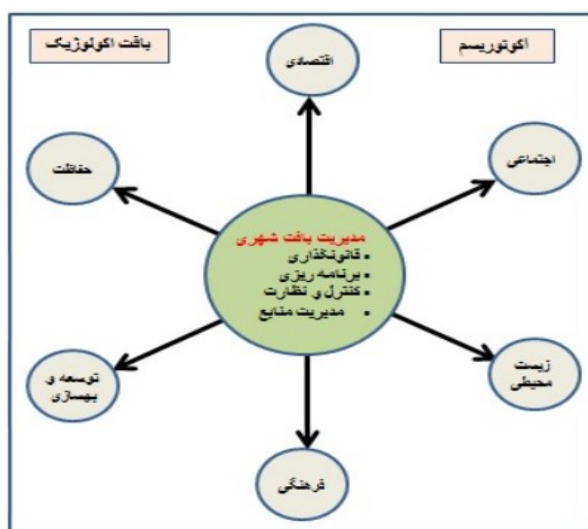 اکوتوریسم
بافت اکولوژیک
اقتصادی
اجتماعی
حفاظت
مدیریت بافت شهری
▪ قانونگذاری
▪ برنامه ریزی
▪ کنترل و نظارت
▪ مدیریت منابع
زیست
محیطی
توسعه و
بهسازی
فرهنگی